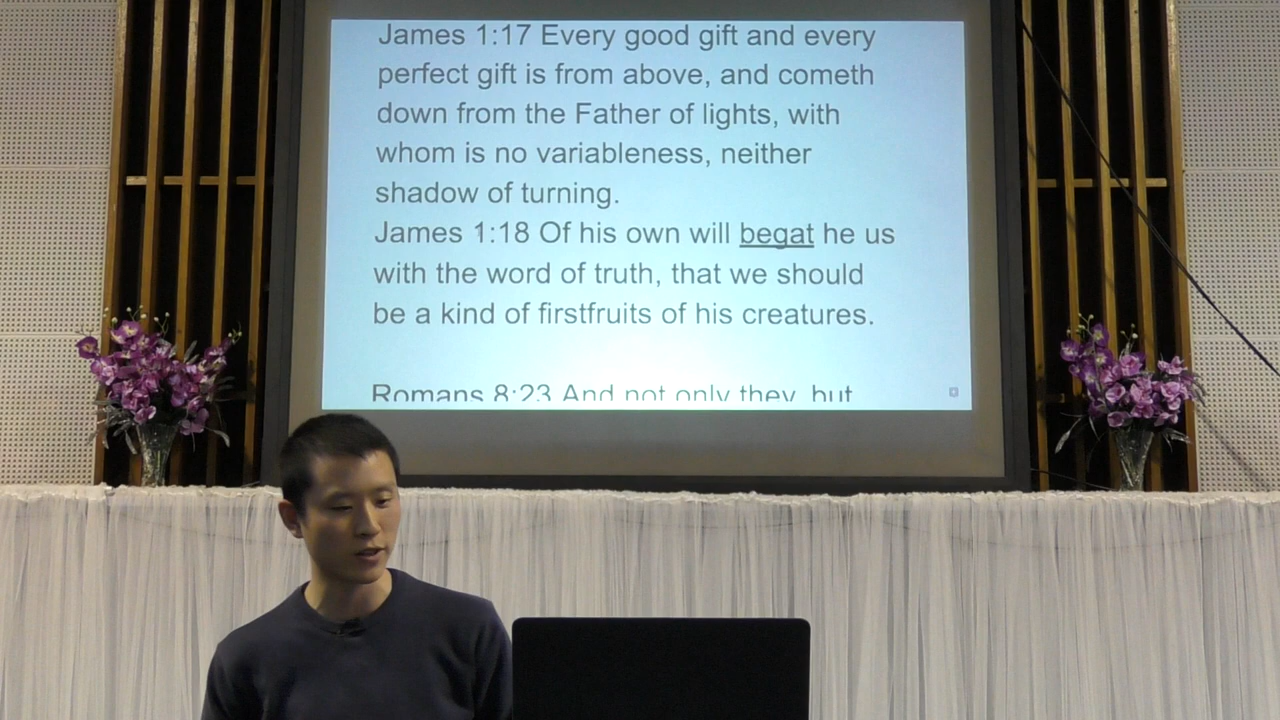 James 1:17 Every good gift and every
perfect gift is from above, and cometh
down from the Father of lights, with
whom is no variableness, neither
shadow of turning.
James 1:18 Of his own will begat he us
with the word of truth, that we should
be a kind of firstfruits of his creatures.
Romans 8:23 And not only they, but